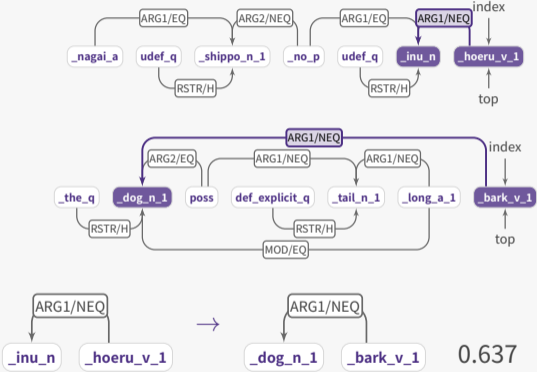 ARG1/EQ ARG2/NEQ ARG1/EQ ARG1/NEQ index
_nagai_a udef_q _shippo_n_1 _no_p udef_q _inu_n _hoeru_v_1
RSTR/H RSTR/H top
ARG1/NEQ
ARG2/EQ ARG1/NEQ ARG1/NEQ index
_the_q _dog_n_1 poss def_explicit_q _tail_n_1 _long_a_1 _bark_v_1
RSTR/H RSTR/H top
MOD/EQ
ARG1/NEQ → ARG1/NEQ
_inu_n _hoeru_v_1 _dog_n_1 _bark_v_1 0.637